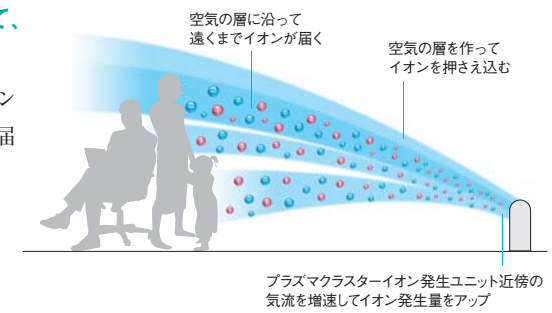 て、
空気の層に沿って
遠くまでイオンが届く
空気の層を作って
イオンを押さえ込む
ン
届
プラズマクラスターイオン発生ユニット近傍の
気流を増速してイオン発生量をアップ